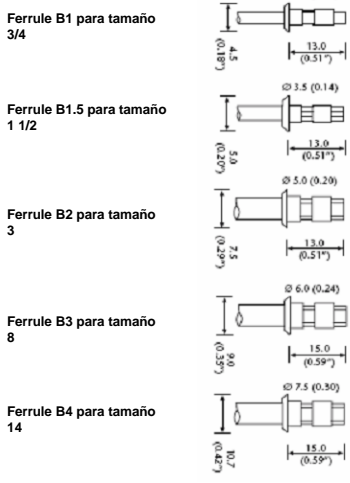 Ferrule B1 para tamaño
3/4
4.5
(0.18")
13.0
(0.51")
Ferrule B1.5 para tamaño
1 1/2
Ø 3.5 (0.14)
5.0
(0.20")
13.0
(0.51")
Ferrule B2 para tamaño
3
Ø 5.0 (0.20)
7.5
(0.29")
13.0
(0.51")
Ferrule B3 para tamaño
8
Ø 6.0 (0.24)
9.0
(0.35")
15.0
(0.59")
Ferrule B4 para tamaño
14
Ø 7.5 (0.30)
10.7
(0.42")
15.0
(0.59")